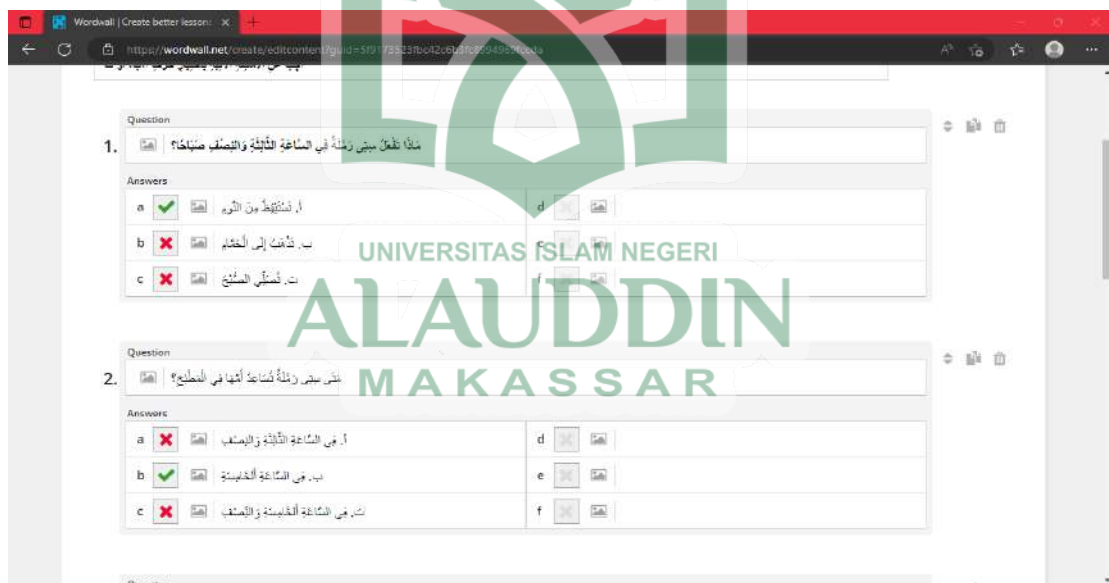 Wordwall | Create better lesson:
https://wordwall.net/create/editcontent?guid=
Question
1. مَاذَا تَفْعَلُ سِتِي رَمْلَةُ فِي السَّاعَةِ الثَّالِثَةِ وَالنِّصْفِ صَبَاحًا؟
Answers
a أ. تَسْتَيْقِظُ مِنَ النَّومِ
d
b ب. تَذْهَبُ إِلَى الْحَمَّامِ
e
c ت. تُصَلِّي الصُّبْحَ
f
UNIVERSITAS ISLAM NEGERI
ALAUDDIN
MAKASSAR
Question
2. مَتَى سِتِي رَمْلَةُ تُسَاعِدُ أُمَّهَا فِي الْمَطْبَخِ؟
Answers
a أ. فِي السَّاعَةِ الثَّالِثَةِ وَالنِّصْفِ
d
b ب. فِي السَّاعَةِ الْخَامِسَةِ
e
c ت. فِي السَّاعَةِ الْخَامِسَةِ وَالنِّصْفِ
f